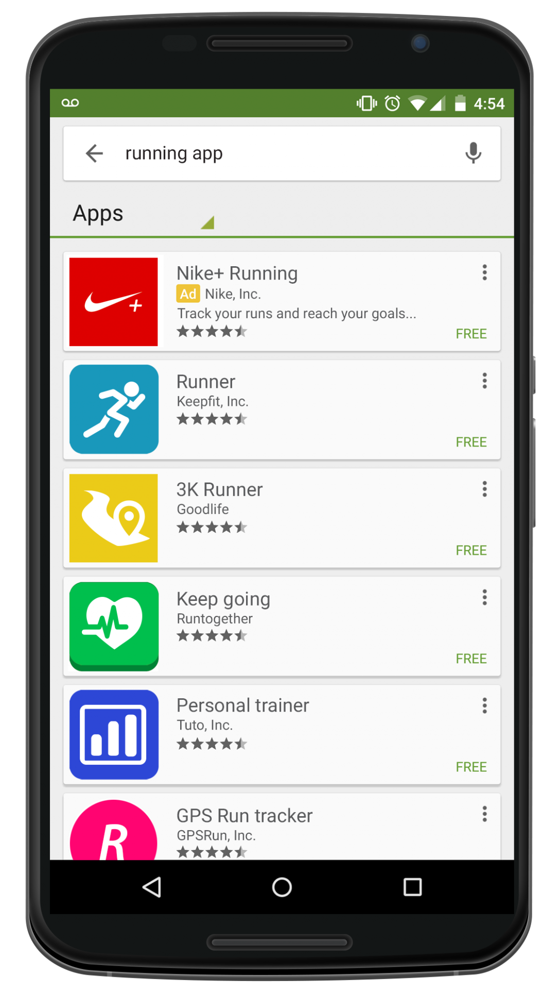 4:54
running app
Apps
Nike+ Running
Ad Nike, Inc.
Track your runs and reach your goals...
FREE
Runner
Keepfit, Inc.
FREE
3K Runner
Goodlife
FREE
Keep going
Runtogether
FREE
Personal trainer
Tuto, Inc.
FREE
GPS Run tracker
GPSRun, Inc.
R